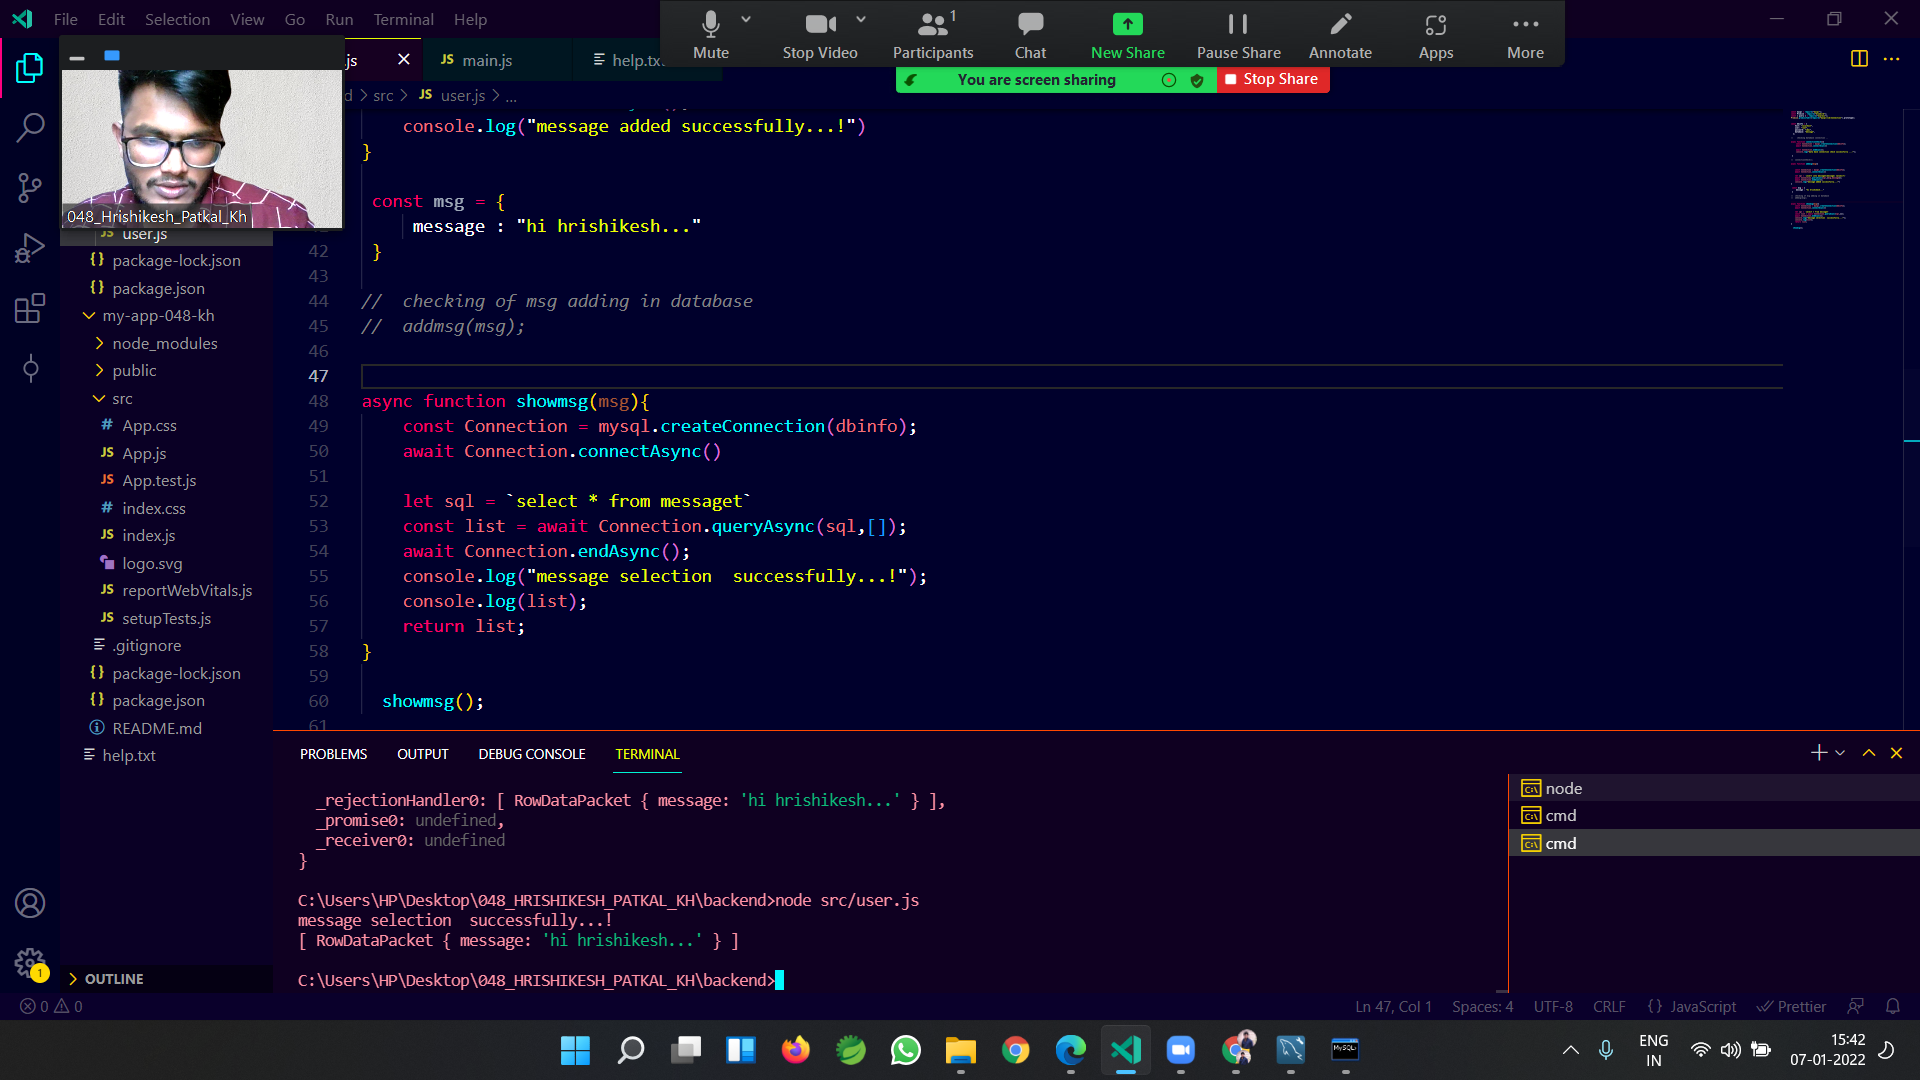 File Edit Selection View Go Run Terminal Help
Mute Stop Video Participants 1 Chat New Share Pause Share Annotate Apps More
You are screen sharing Stop Share
.js JS main.js help.tx
d > src > JS user.js > ...
048_Hrishikesh_Patkal_Kh
JS user.js
{} package-lock.json
{} package.json
my-app-048-kh
node_modules
public
src
# App.css
JS App.js
JS App.test.js
# index.css
JS index.js
logo.svg
JS reportWebVitals.js
JS setupTests.js
.gitignore
{} package-lock.json
{} package.json
README.md
help.txt
OUTLINE
console.log("message added successfully...!")
}
const msg = {
message : "hi hrishikesh..."
42 }
43
44 // checking of msg adding in database
45 // addmsg(msg);
46
47
48 async function showmsg(msg){
49 const Connection = mysql.createConnection(dbinfo);
50 await Connection.connectAsync()
51
52 let sql = `select * from messaget`
53 const list = await Connection.queryAsync(sql,[]);
54 await Connection.endAsync();
55 console.log("message selection  successfully...!");
56 console.log(list);
57 return list;
58 }
59
60 showmsg();
61
PROBLEMS OUTPUT DEBUG CONSOLE TERMINAL
_rejectionHandler0: [ RowDataPacket { message: 'hi hrishikesh...' } ],
_promise0: undefined,
_receiver0: undefined
}
C:\Users\HP\Desktop\048_HRISHIKESH_PATKAL_KH\backend>node src/user.js
message selection  successfully...!
[ RowDataPacket { message: 'hi hrishikesh...' } ]
C:\Users\HP\Desktop\048_HRISHIKESH_PATKAL_KH\backend>
node
cmd
cmd
1
0 0
Ln 47, Col 1 Spaces: 4 UTF-8 CRLF {} JavaScript Prettier
ENG
IN
15:42
07-01-2022